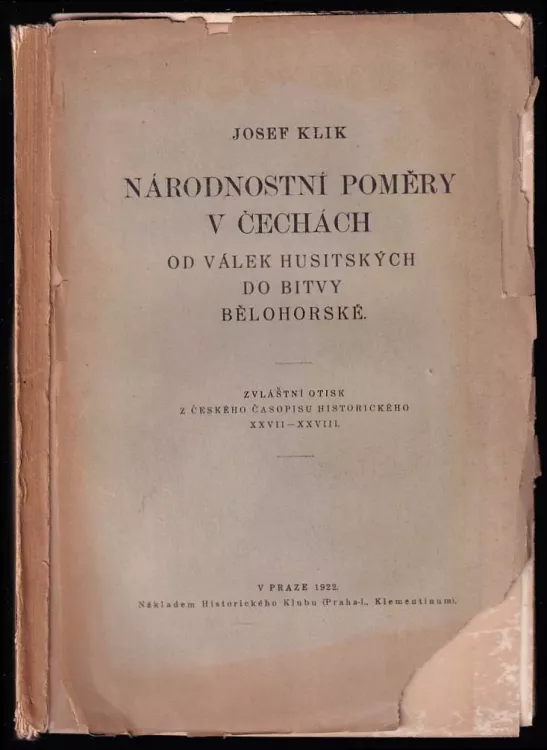 JOSEF KLIK
NÁRODNOSTNÍ POMĚRY
V ČECHÁCH
OD VÁLEK HUSITSKÝCH
DO BITVY
BĚLOHORSKÉ.
ZVLÁŠTNÍ OTISK
Z ČESKÉHO ČASOPISU HISTORICKÉHO
XXVII–XXVIII.
V PRAZE 1922.
Nákladem Historického Klubu (Praha-I., Klementinum).